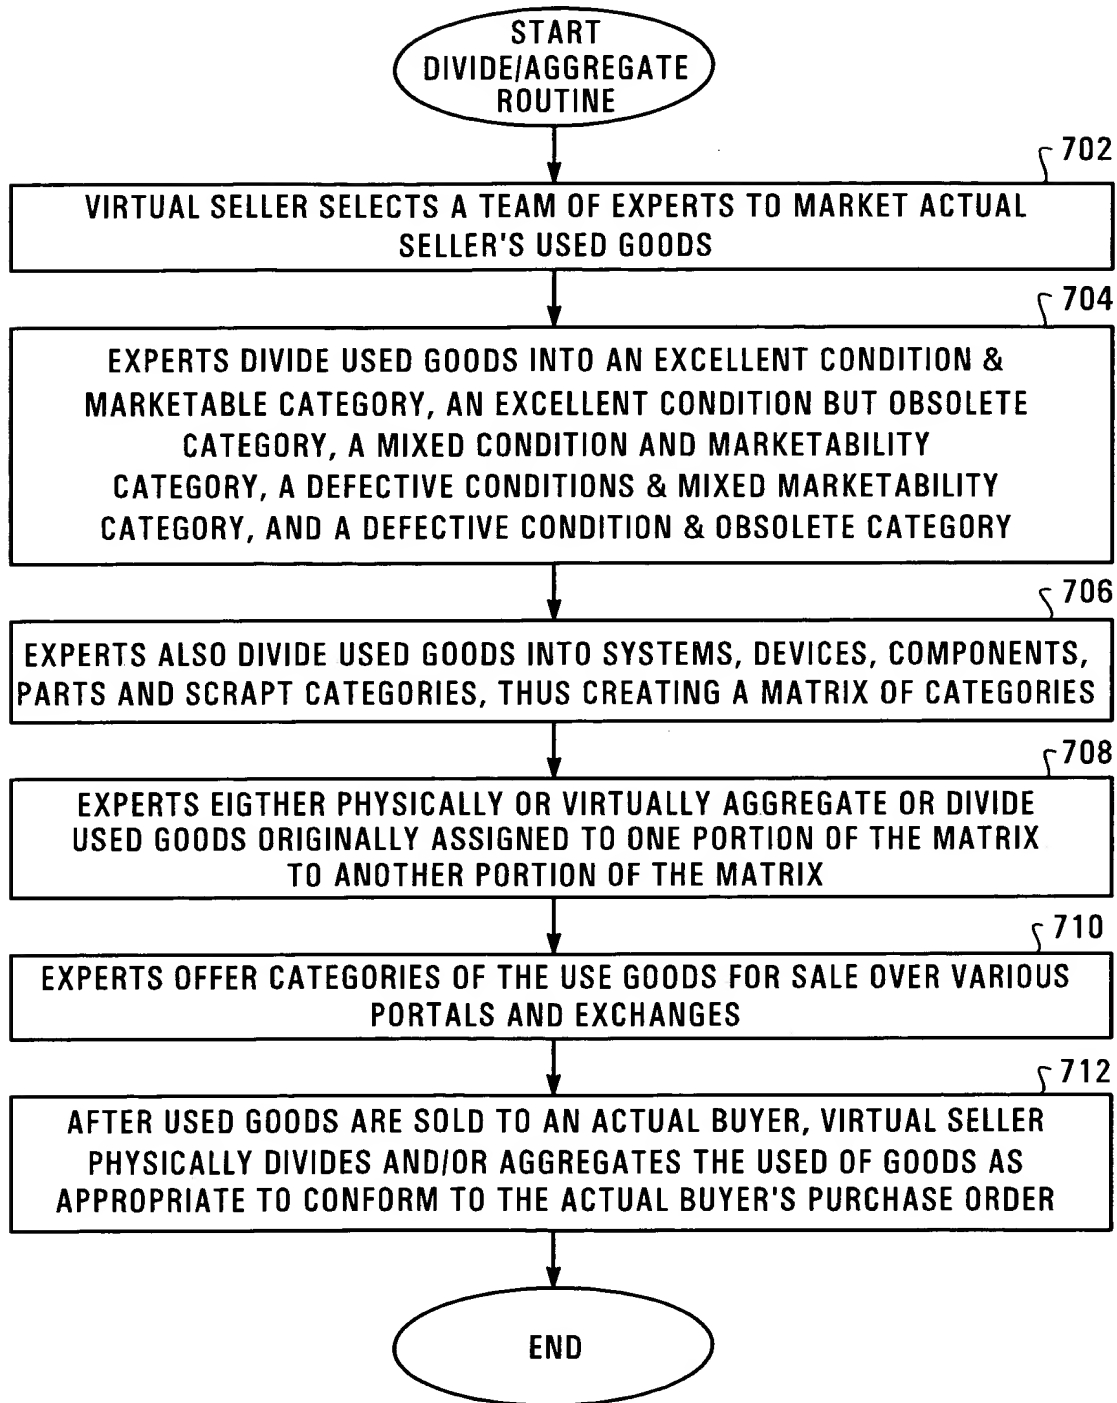 START
DIVIDE/AGGREGATE
ROUTINE
702
VIRTUAL SELLER SELECTS A TEAM OF EXPERTS TO MARKET ACTUAL
SELLER'S USED GOODS
704
EXPERTS DIVIDE USED GOODS INTO AN EXCELLENT CONDITION &
MARKETABLE CATEGORY, AN EXCELLENT CONDITION BUT OBSOLETE
CATEGORY, A MIXED CONDITION AND MARKETABILITY
CATEGORY, A DEFECTIVE CONDITIONS & MIXED MARKETABILITY
CATEGORY, AND A DEFECTIVE CONDITION & OBSOLETE CATEGORY
706
EXPERTS ALSO DIVIDE USED GOODS INTO SYSTEMS, DEVICES, COMPONENTS,
PARTS AND SCRAPT CATEGORIES, THUS CREATING A MATRIX OF CATEGORIES
708
EXPERTS EIGTHER PHYSICALLY OR VIRTUALLY AGGREGATE OR DIVIDE
USED GOODS ORIGINALLY ASSIGNED TO ONE PORTION OF THE MATRIX
TO ANOTHER PORTION OF THE MATRIX
710
EXPERTS OFFER CATEGORIES OF THE USE GOODS FOR SALE OVER VARIOUS
PORTALS AND EXCHANGES
712
AFTER USED GOODS ARE SOLD TO AN ACTUAL BUYER, VIRTUAL SELLER
PHYSICALLY DIVIDES AND/OR AGGREGATES THE USED OF GOODS AS
APPROPRIATE TO CONFORM TO THE ACTUAL BUYER'S PURCHASE ORDER
END